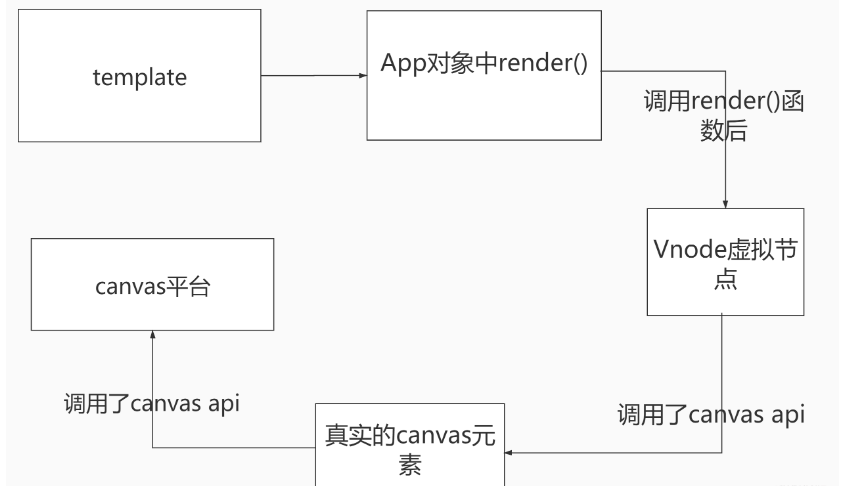 template
App对象中render()
调用render()函
数后
Vnode虚拟节
点
canvas平台
调用了canvas api
调用了canvas api
真实的canvas元
素